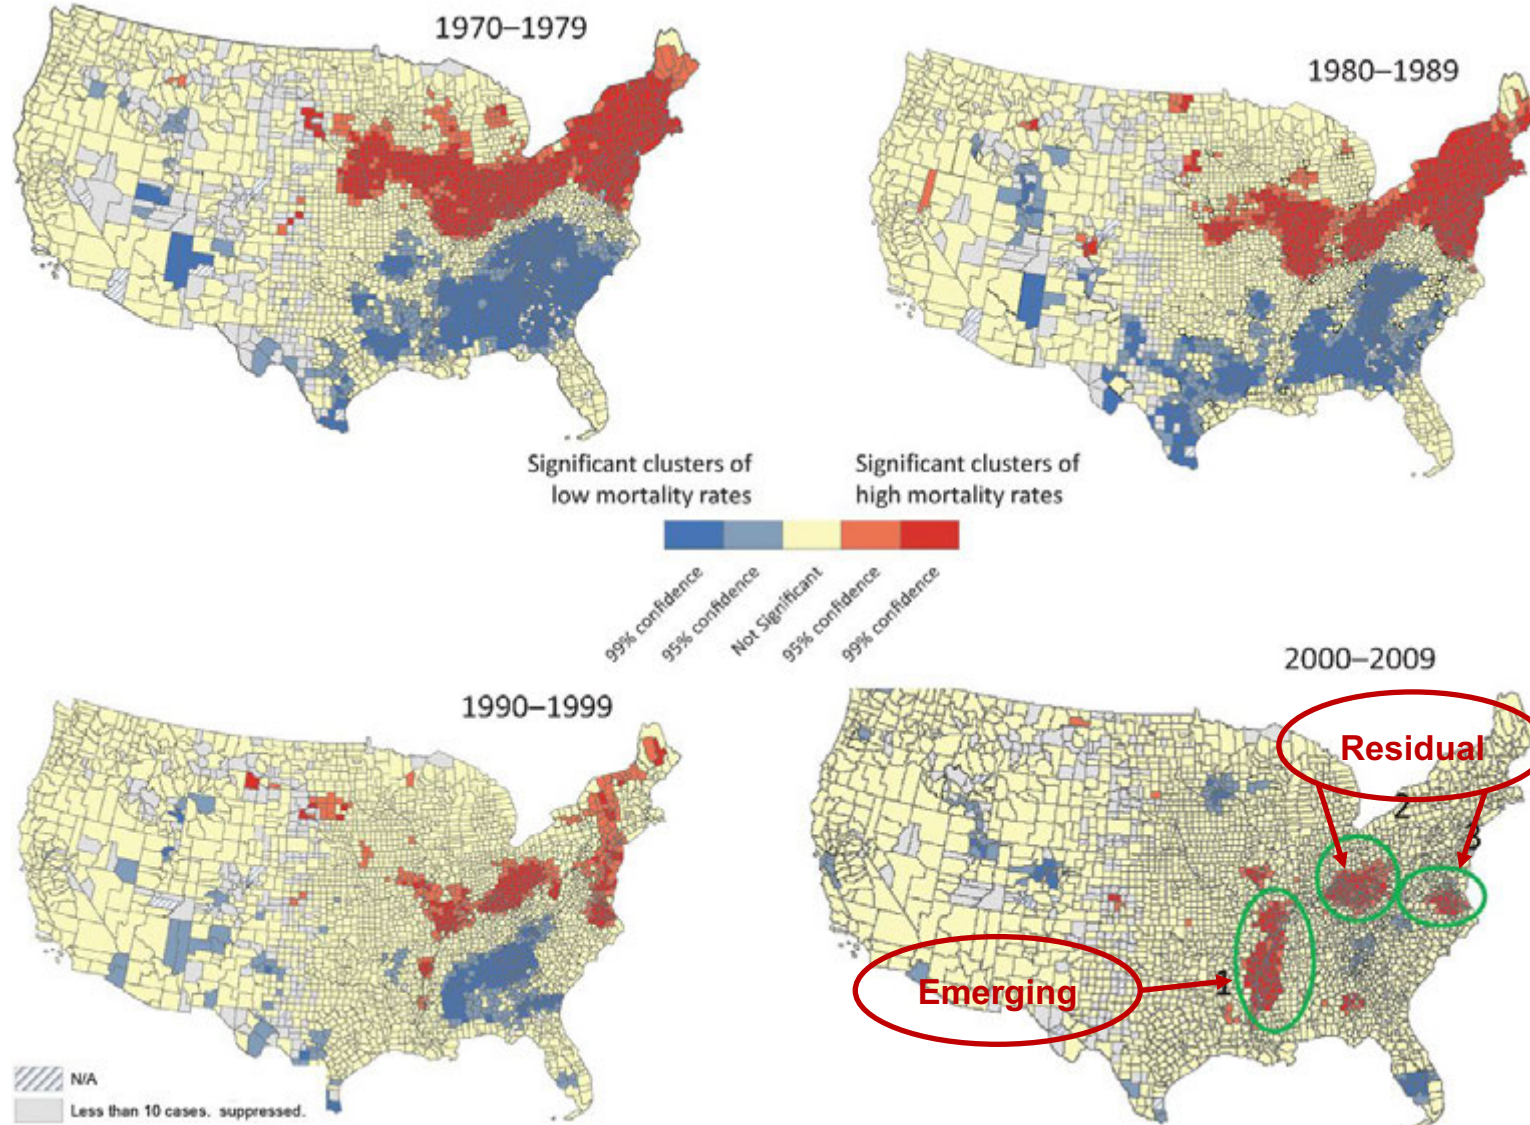 1970–1979
1980–1989
Significant clusters of
low mortality rates
Significant clusters of
high mortality rates
99% confidence
95% confidence
Not Significant
95% confidence
99% confidence
1990–1999
2000–2009
Residual
2
3
Emerging
1
N/A
Less than 10 cases. suppressed.